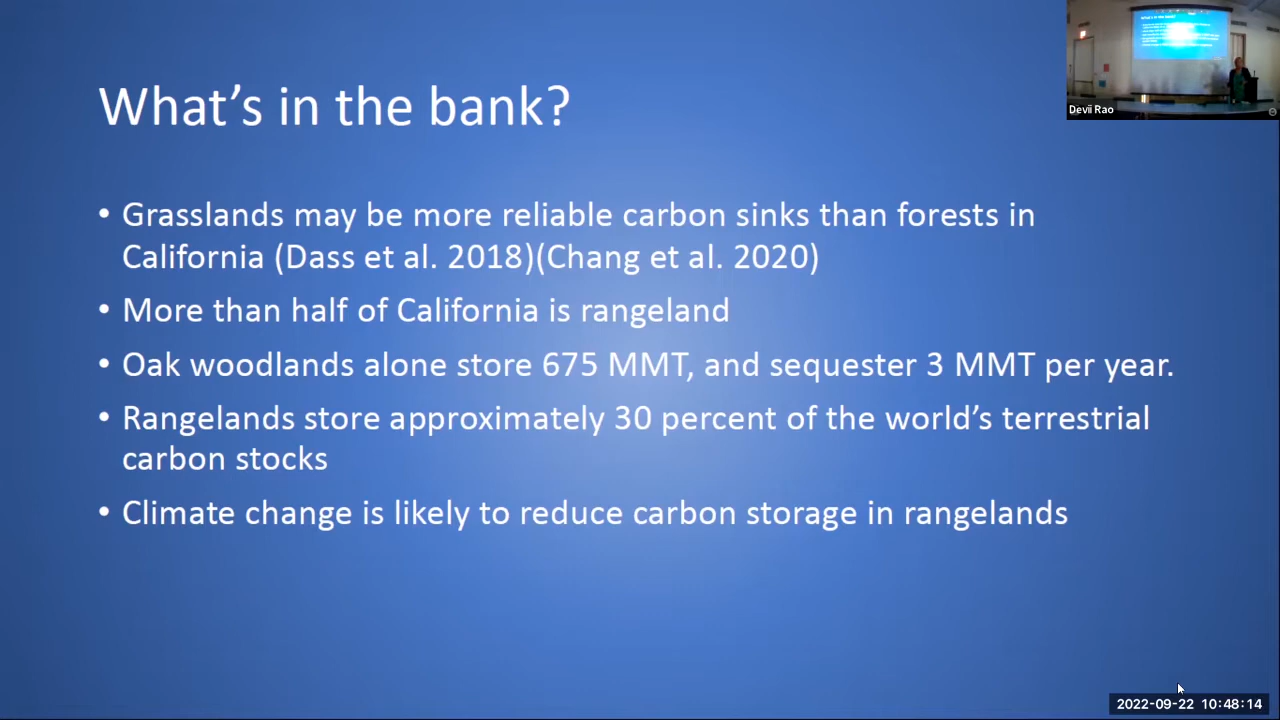 What’s in the bank?
• Grasslands may be more reliable carbon sinks than forests in
California (Dass et al. 2018)(Chang et al. 2020)
• More than half of California is rangeland
• Oak woodlands alone store 675 MMT, and sequester 3 MMT per year.
• Rangelands store approximately 30 percent of the world’s terrestrial
carbon stocks
• Climate change is likely to reduce carbon storage in rangelands
Devii Rao
2022-09-22 10:48:14